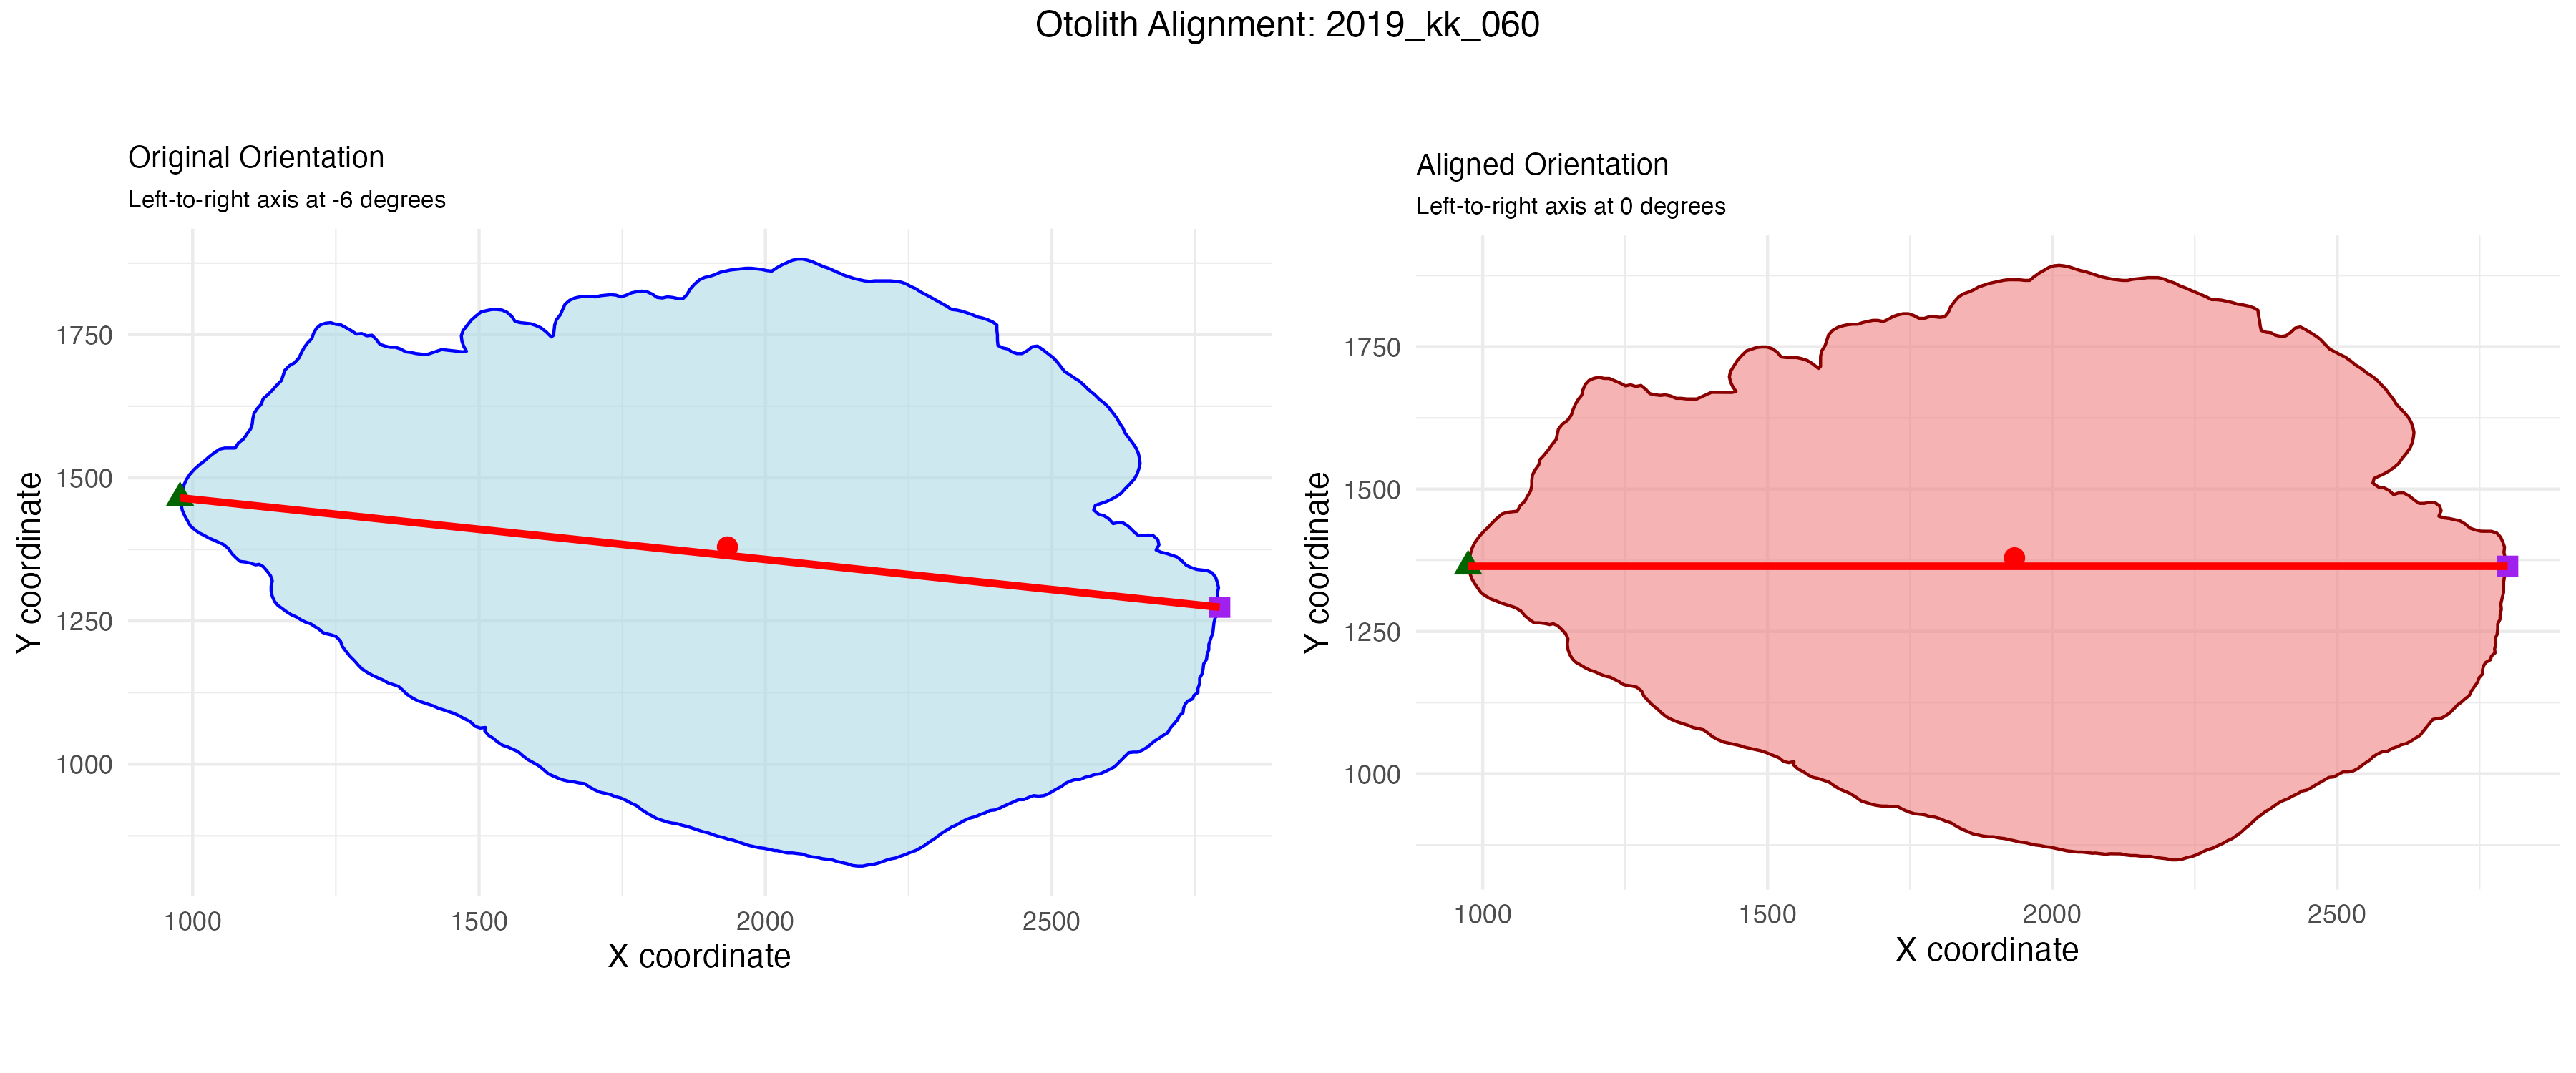 Otolith Alignment: 2019_kk_060
Original Orientation
Left-to-right axis at -6 degrees
Y coordinate
1750
1500
1250
1000
1000 1500 2000 2500
X coordinate
Aligned Orientation
Left-to-right axis at 0 degrees
Y coordinate
1750
1500
1250
1000
1000 1500 2000 2500
X coordinate